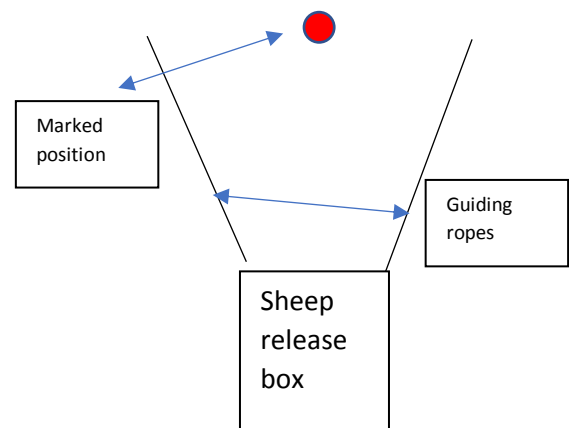 Marked
position
Guiding
ropes
Sheep
release
box